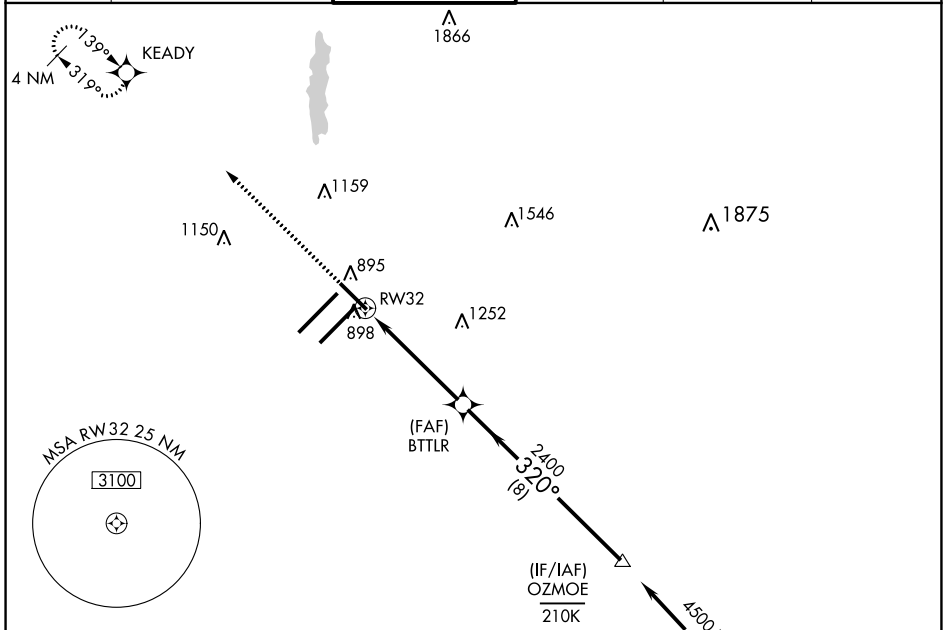 1866
139°
KEADY
4 NM
319°
1159
1150
1546
1875
895
RW32
898
1252
(FAF)
BTTLR
MSA RW32 25 NM
3100
2400
320°
(8)
(IF/IAF)
OZMOE
210K
4500